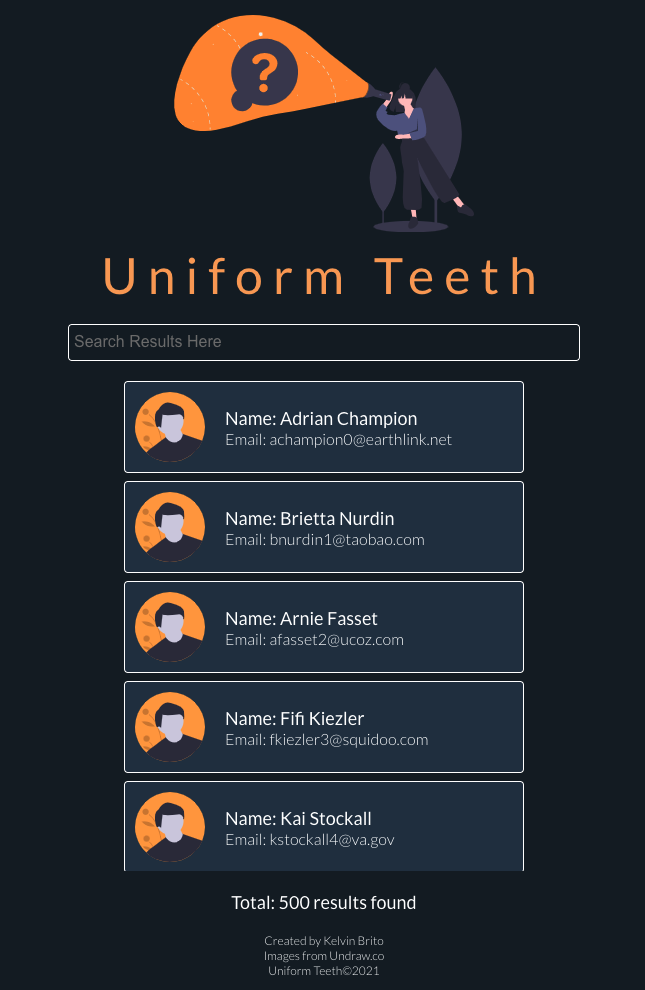 ?
Uniform Teeth
Search Results Here
Name: Adrian Champion
Email: achampion0@earthlink.net
Name: Brietta Nurdin
Email: bnurdin1@taobao.com
Name: Arnie Fasset
Email: afasset2@ucoz.com
Name: Fifi Kiezler
Email: fkiezler3@squidoo.com
Name: Kai Stockall
Email: kstockall4@va.gov
Total: 500 results found
Created by Kelvin Brito
Images from Undraw.co
Uniform Teeth©2021